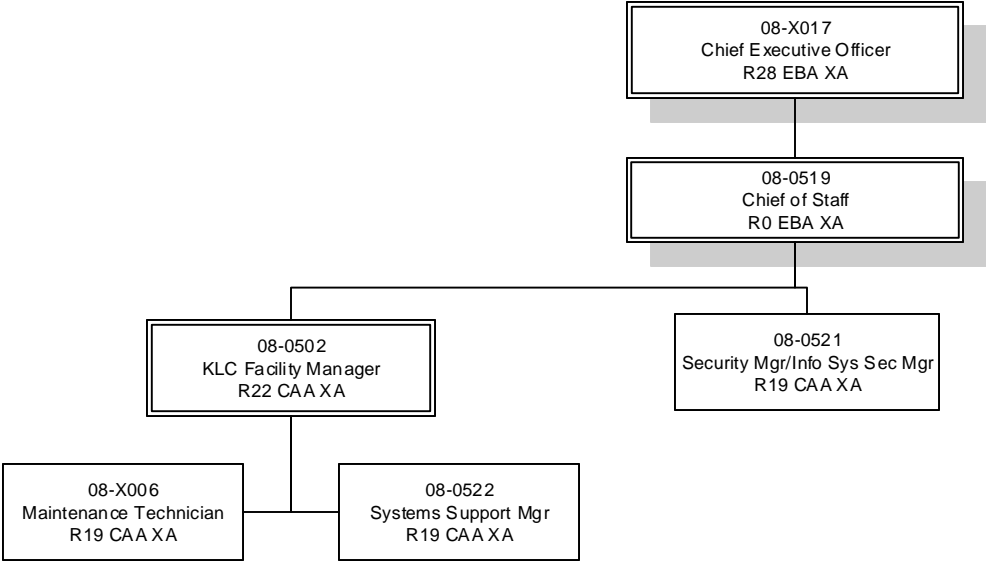 08-X017
Chief Executive Officer
R28 EBA XA
08-0519
Chief of Staff
R0 EBA XA
08-0502
KLC Facility Manager
R22 CAA XA
08-0521
Security Mgr/Info Sys Sec Mgr
R19 CAA XA
08-X006
Maintenance Technician
R19 CAA XA
08-0522
Systems Support Mgr
R19 CAA XA